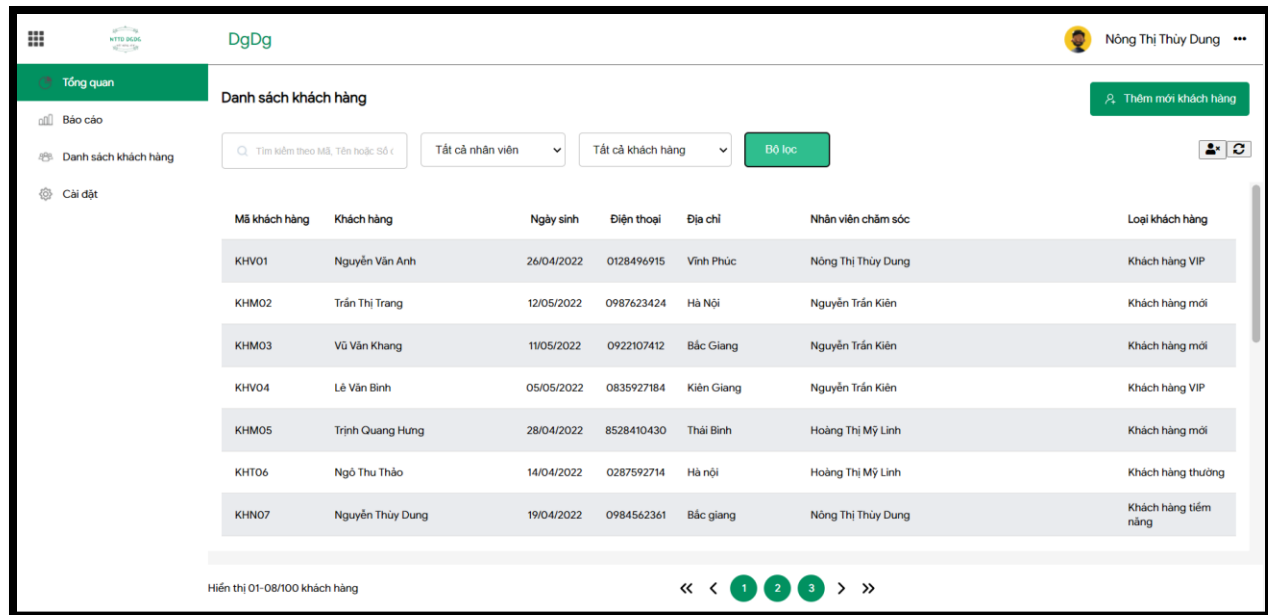 NTTD DGDG
DgDg
Nông Thị Thùy Dung
Tổng quan
Báo cáo
Danh sách khách hàng
Cài đặt
Danh sách khách hàng
Thêm mới khách hàng
Tìm kiếm theo Mã, Tên hoặc Số
Tất cả nhân viên
Tất cả khách hàng
Bộ lọc
Mã khách hàng Khách hàng Ngày sinh Điện thoại Địa chỉ Nhân viên chăm sóc Loại khách hàng
KHV01 Nguyễn Văn Anh 26/04/2022 0128496915 Vĩnh Phúc Nông Thị Thùy Dung Khách hàng VIP
KHM02 Trần Thị Trang 12/05/2022 0987623424 Hà Nội Nguyễn Trần Kiên Khách hàng mới
KHM03 Vũ Văn Khang 11/05/2022 0922107412 Bắc Giang Nguyễn Trần Kiên Khách hàng mới
KHV04 Lê Văn Bình 05/05/2022 0835927184 Kiên Giang Nguyễn Trần Kiên Khách hàng VIP
KHM05 Trịnh Quang Hưng 28/04/2022 8528410430 Thái Bình Hoàng Thị Mỹ Linh Khách hàng mới
KHT06 Ngô Thu Thảo 14/04/2022 0287592714 Hà nội Hoàng Thị Mỹ Linh Khách hàng thường
KHN07 Nguyễn Thùy Dung 19/04/2022 0984562361 Bắc giang Nông Thị Thùy Dung Khách hàng tiềm
năng
Hiển thị 01-08/100 khách hàng
1 2 3